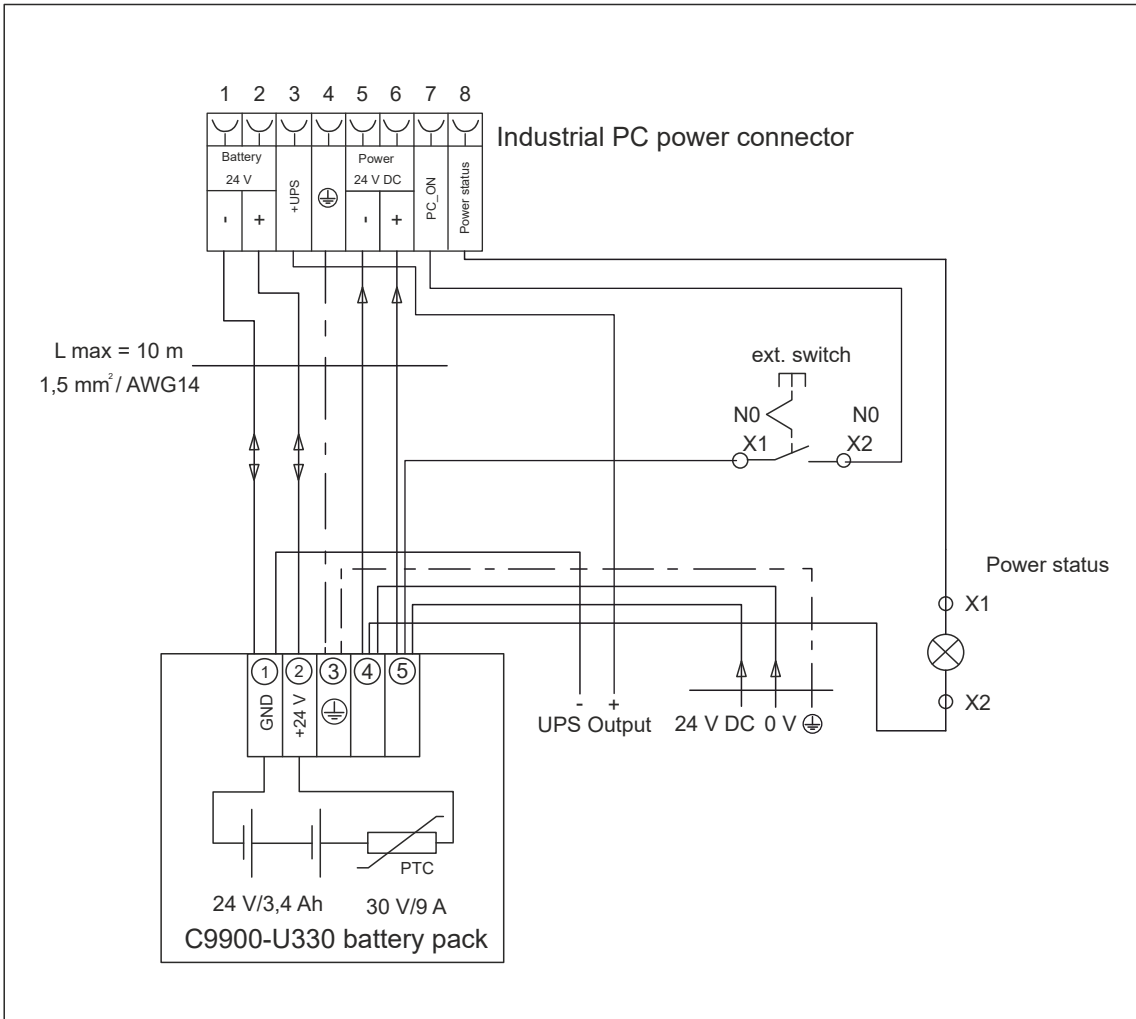 1 2 3 4 5 6 7 8
Industrial PC power connector
Battery
24 V
- +
+UPS
Power
24 V DC
- +
PC_ON
Power status
L max = 10 m
1,5 mm²/ AWG14
ext. switch
N0 N0
X1 X2
Power status
X1
X2
1 2 3 4 5
GND
+24 V
- +
UPS Output
24 V DC 0 V
PTC
24 V/3,4 Ah
30 V/9 A
C9900-U330 battery pack